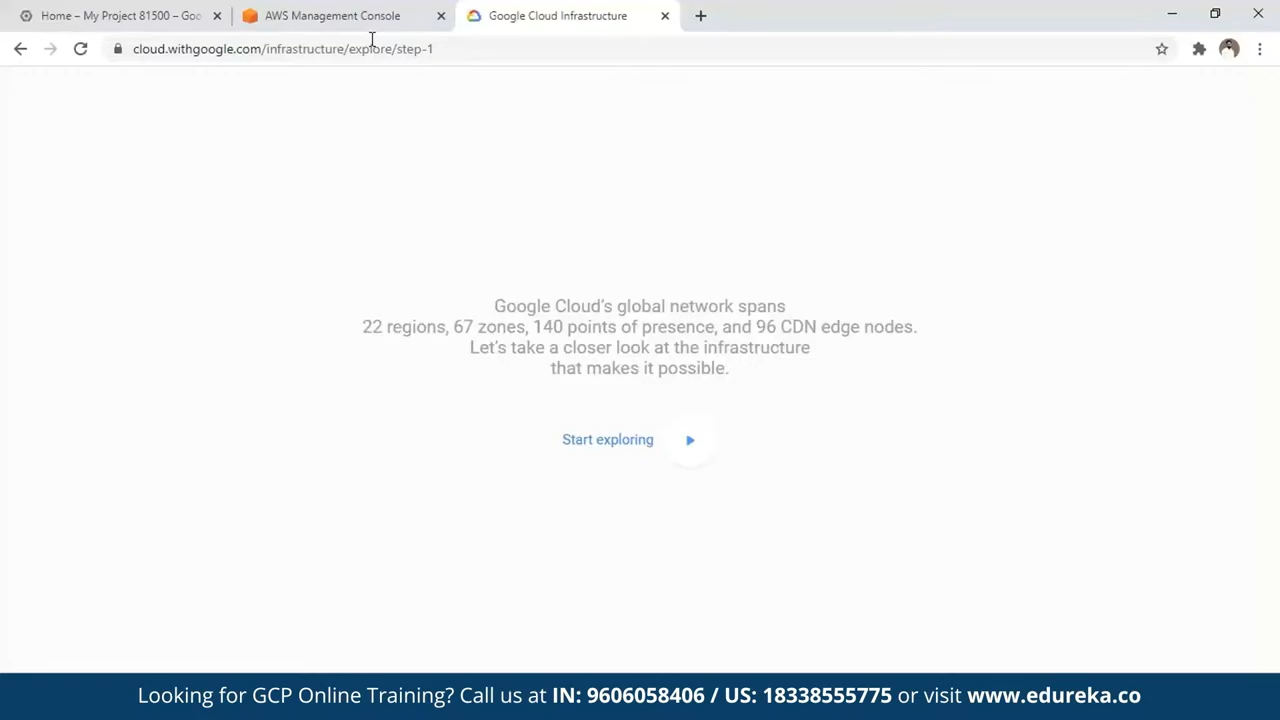 Home – My Project 81500 – Goo
AWS Management Console
Google Cloud Infrastructure
cloud.withgoogle.com/infrastructure/explore/step-1
Google Cloud's global network spans
22 regions, 67 zones, 140 points of presence, and 96 CDN edge nodes.
Let's take a closer look at the infrastructure
that makes it possible.
Start exploring
Looking for GCP Online Training? Call us at IN: 9606058406 / US: 18338555775 or visit www.edureka.co